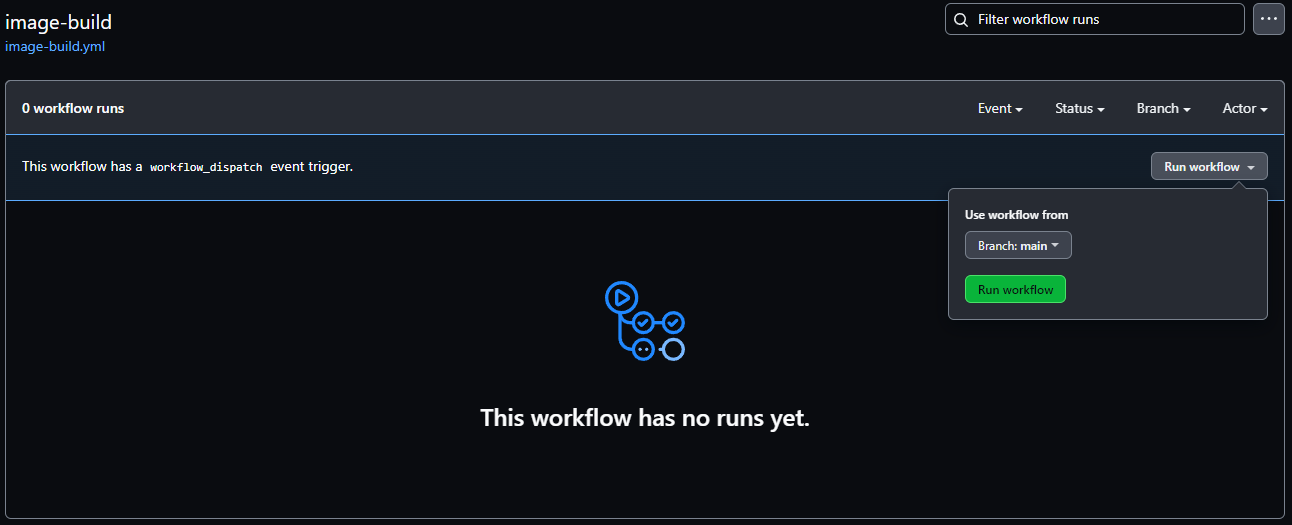 image-build
Filter workflow runs
image-build.yml
0 workflow runs
Event
Status
Branch
Actor
This workflow has a workflow_dispatch event trigger.
Run workflow
Use workflow from
Branch: main
Run workflow
This workflow has no runs yet.